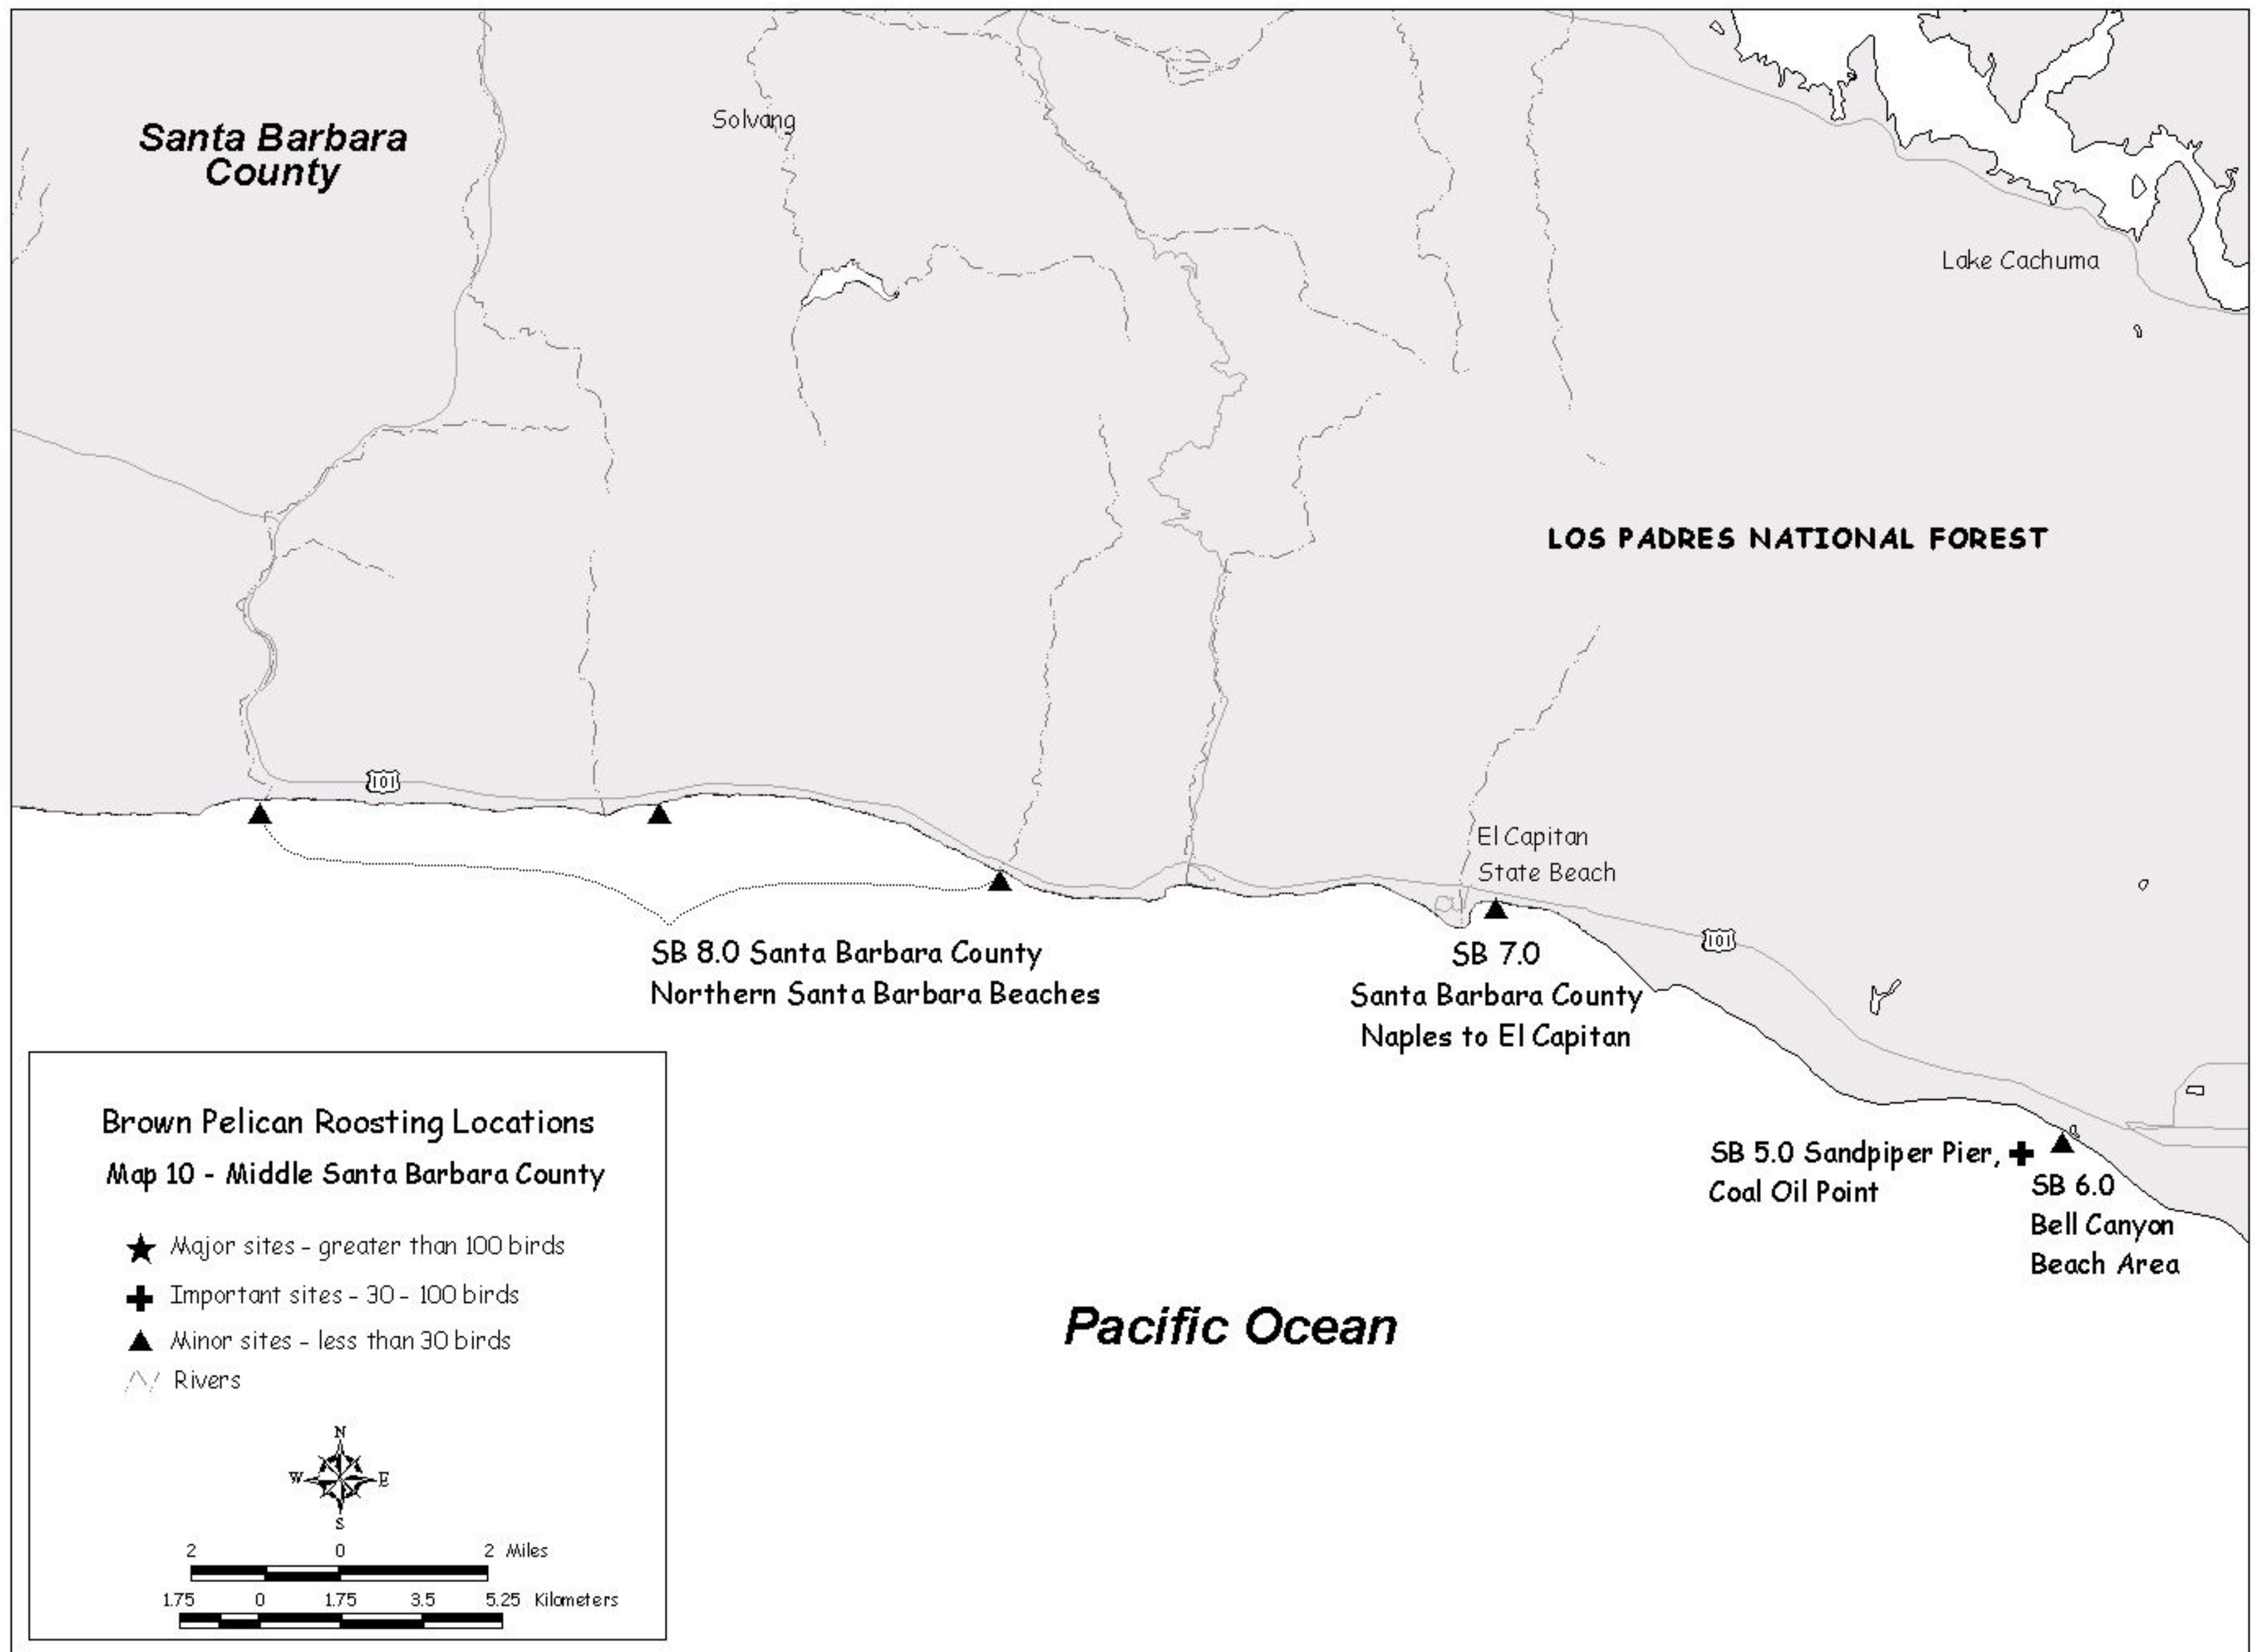 Santa Barbara
County
Solvang
Lake Cachuma
LOS PADRES NATIONAL FOREST
101
El Capitan
State Beach
101
SB 8.0 Santa Barbara County
Northern Santa Barbara Beaches
SB 7.0
Santa Barbara County
Naples to El Capitan
SB 5.0 Sandpiper Pier,
Coal Oil Point
SB 6.0
Bell Canyon
Beach Area
Pacific Ocean
Brown Pelican Roosting Locations
Map 10 - Middle Santa Barbara County
Major sites - greater than 100 birds
Important sites - 30 - 100 birds
Minor sites - less than 30 birds
Rivers
N
W E
S
2 0 2 Miles
1.75 0 1.75 3.5 5.25 Kilometers